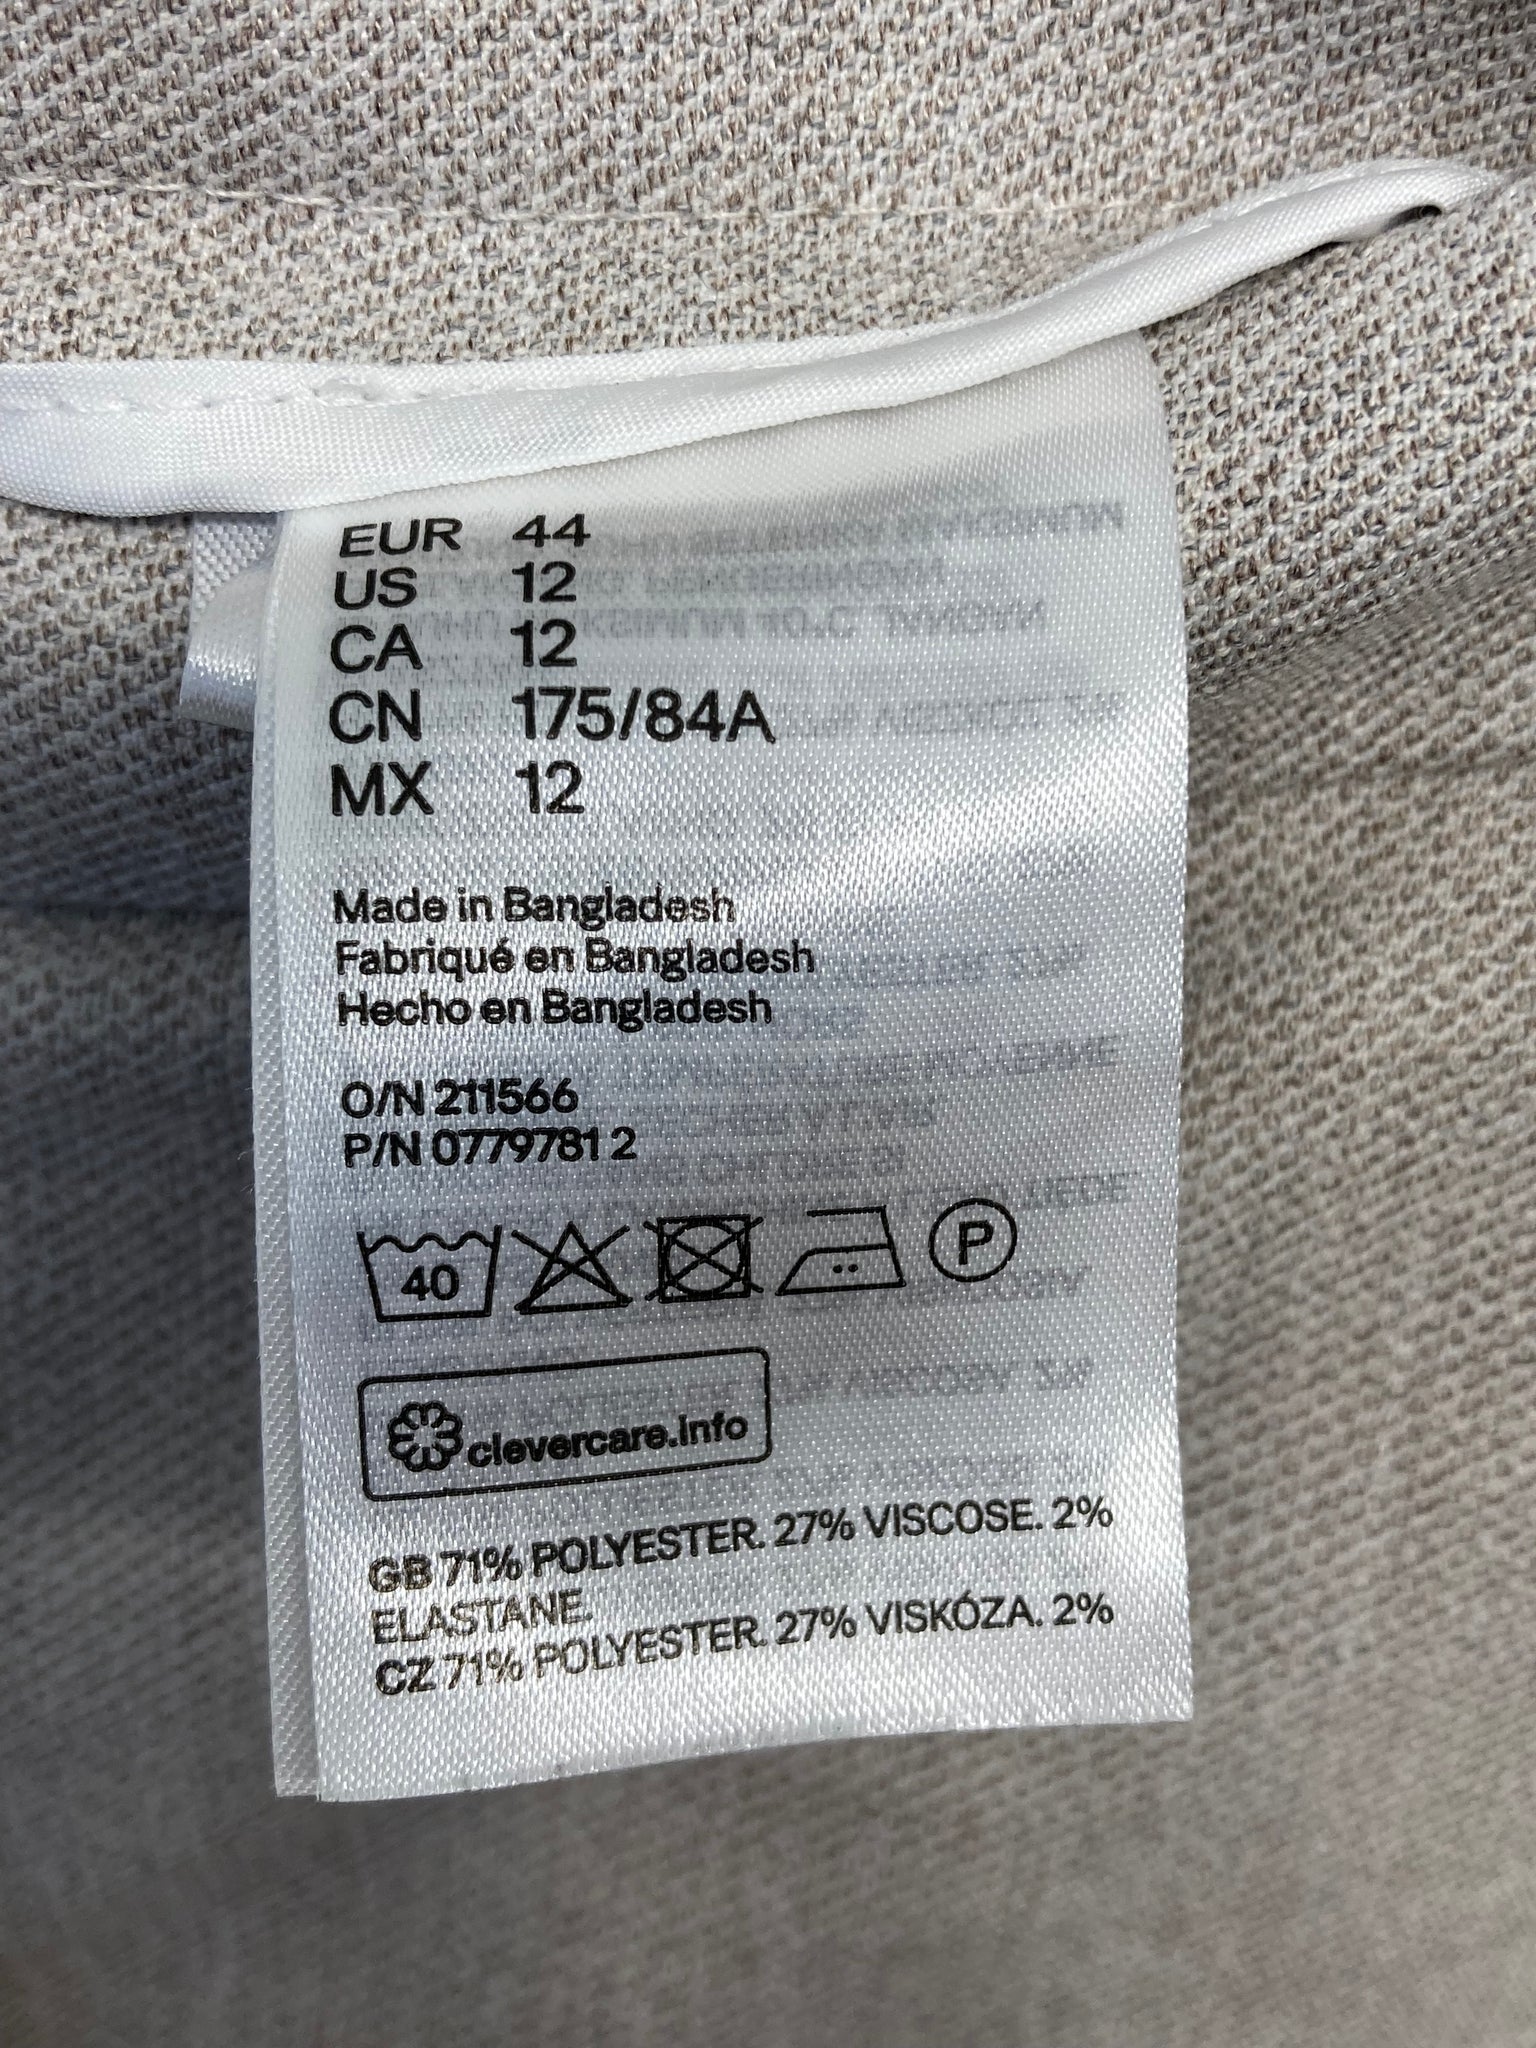 EUR 44
US 12
CA 12
CN 175/84A
MX 12
Made in Bangladesh
Fabriqué en Bangladesh
Hecho en Bangladesh
O/N 211566
P/N 0779781 2
40
P
clevercare.info
GB 71% POLYESTER. 27% VISCOSE. 2%
ELASTANE.
CZ 71% POLYESTER. 27% VISKÓZA. 2%